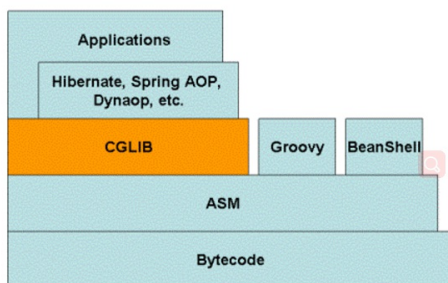 Applications
Hibernate, Spring AOP,
Dynaop, etc.
CGLIB
Groovy
BeanShell
ASM
Bytecode